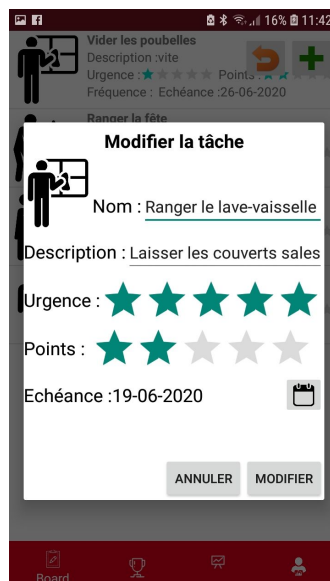 16% 11:42
Vider les poubelles
Description :vite
Urgence : Points :
Fréquence : Echéance :26-06-2020
Ranger la fête
Modifier la tâche
Nom : Ranger le lave-vaisselle
Description : Laisser les couverts sales
Urgence :
Points :
Echéance :19-06-2020
ANNULER MODIFIER
Board